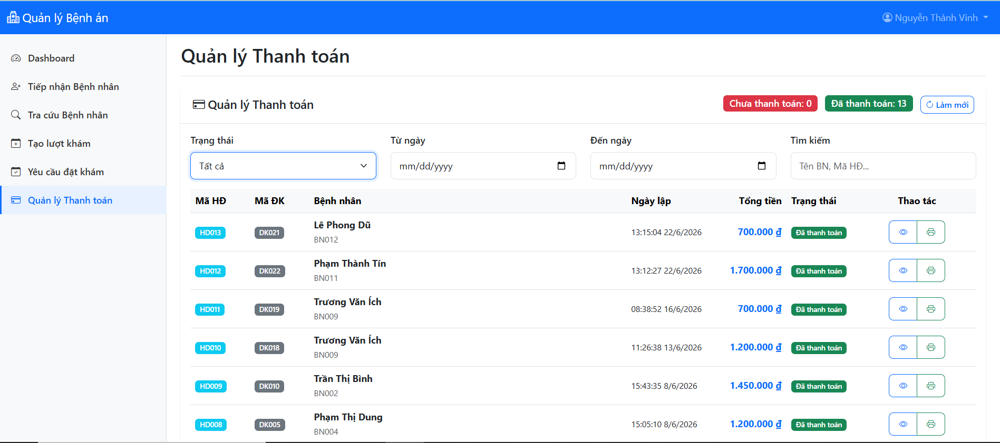 Quản lý Bệnh án
Nguyễn Thành Vinh
Dashboard
Tiếp nhận Bệnh nhân
Tra cứu Bệnh nhân
Tạo lượt khám
Yêu cầu đặt khám
Quản lý Thanh toán
Quản lý Thanh toán
Quản lý Thanh toán
Chưa thanh toán: 0
Đã thanh toán: 13
Làm mới
Trạng thái
Từ ngày
Đến ngày
Tìm kiếm
Tất cả
mm/dd/yyyy
mm/dd/yyyy
Tên BN, Mã HĐ...
Mã HĐ Mã ĐK Bệnh nhân Ngày lập Tổng tiền Trạng thái Thao tác
HD013 DK021 Lê Phong Dũ 13:15:04 22/6/2026 700.000 ₫ Đã thanh toán
BN012
HD012 DK022 Phạm Thành Tín 13:12:27 22/6/2026 1.700.000 ₫ Đã thanh toán
BN011
HD011 DK019 Trương Văn Ích 08:38:52 16/6/2026 700.000 ₫ Đã thanh toán
BN009
HD010 DK018 Trương Văn Ích 11:26:38 13/6/2026 1.200.000 ₫ Đã thanh toán
BN009
HD009 DK010 Trần Thị Bình 15:43:35 8/6/2026 1.450.000 ₫ Đã thanh toán
BN002
HD008 DK005 Phạm Thị Dung 15:05:10 8/6/2026 1.200.000 ₫ Đã thanh toán
BN004